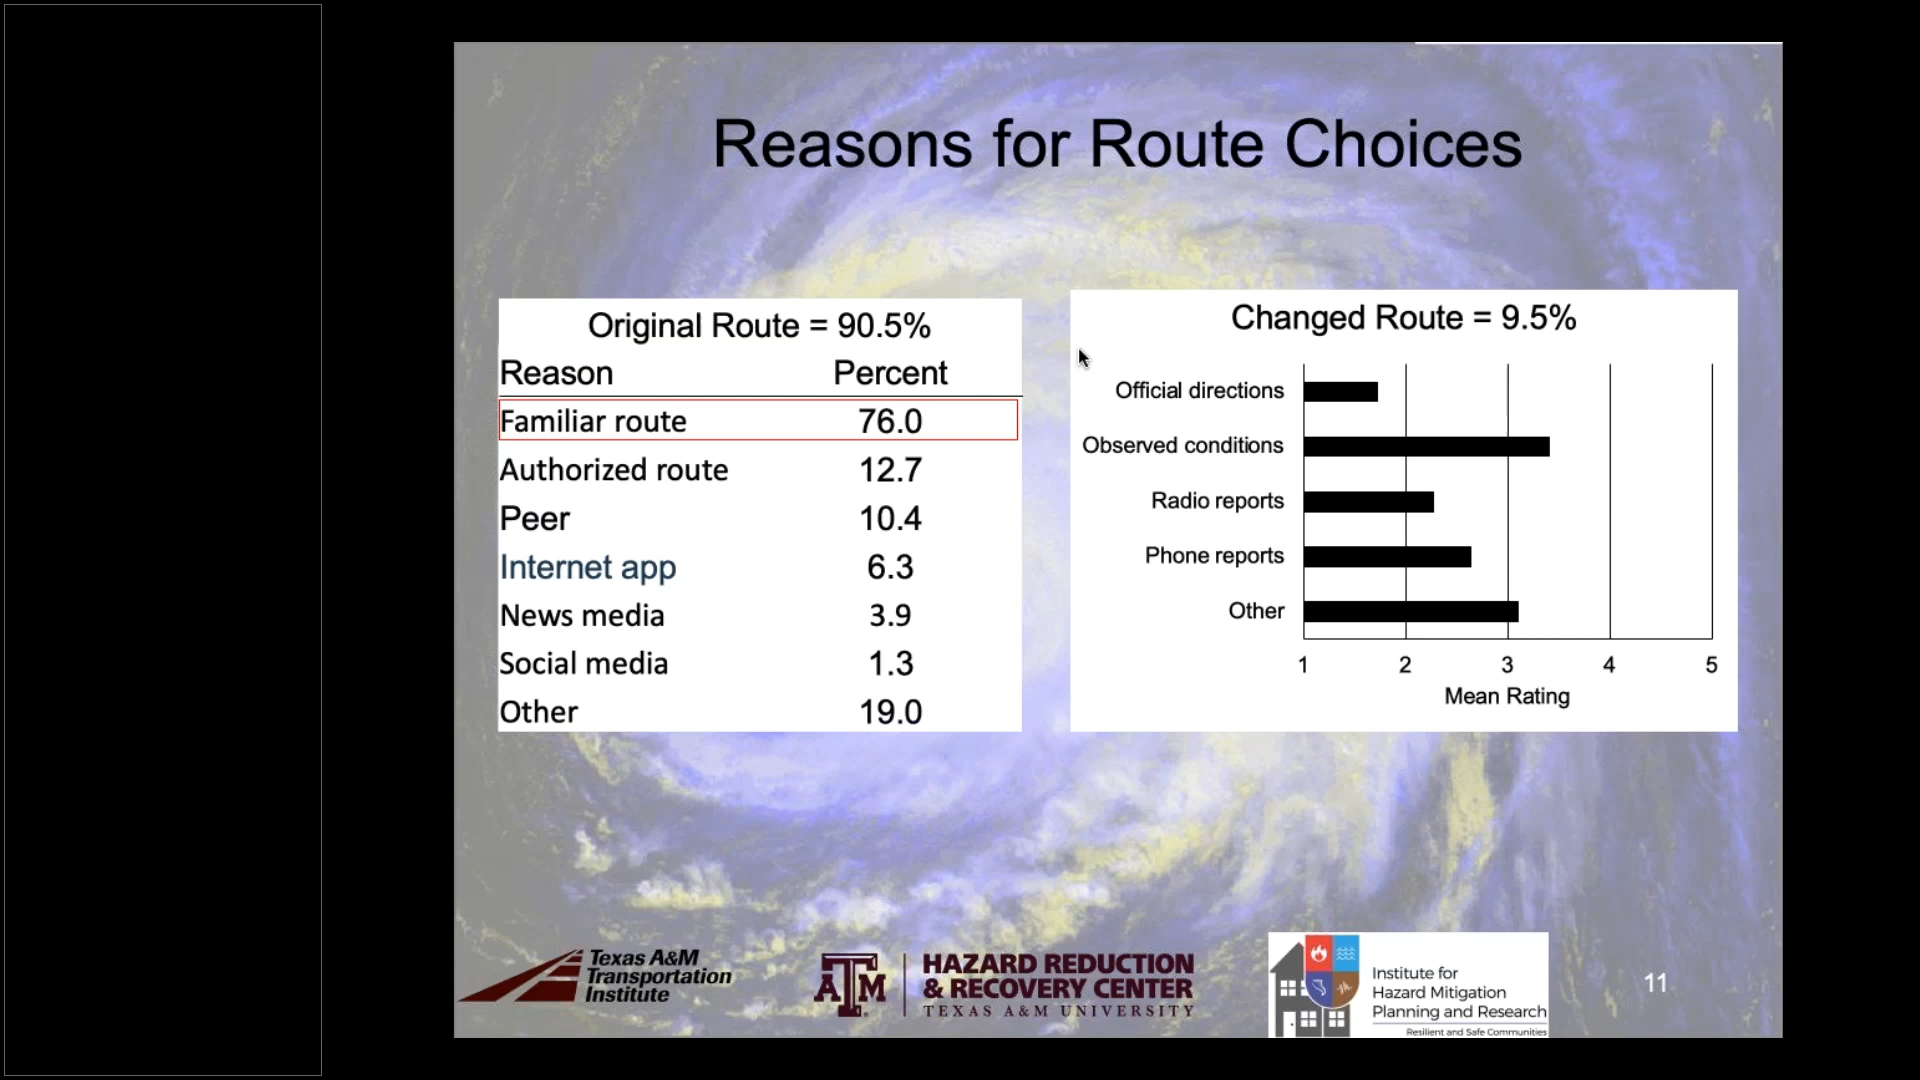 Reasons for Route Choices
Original Route = 90.5%
Reason Percent
Familiar route 76.0
Authorized route 12.7
Peer 10.4
Internet app 6.3
News media 3.9
Social media 1.3
Other 19.0
Changed Route = 9.5%
Official directions
Observed conditions
Radio reports
Phone reports
Other
1 2 3 4 5
Mean Rating
Texas A&M
Transportation
Institute
ATM
HAZARD REDUCTION
& RECOVERY CENTER
TEXAS A&M UNIVERSITY
Institute for
Hazard Mitigation
Planning and Research
Resilient and Safe Communities
11